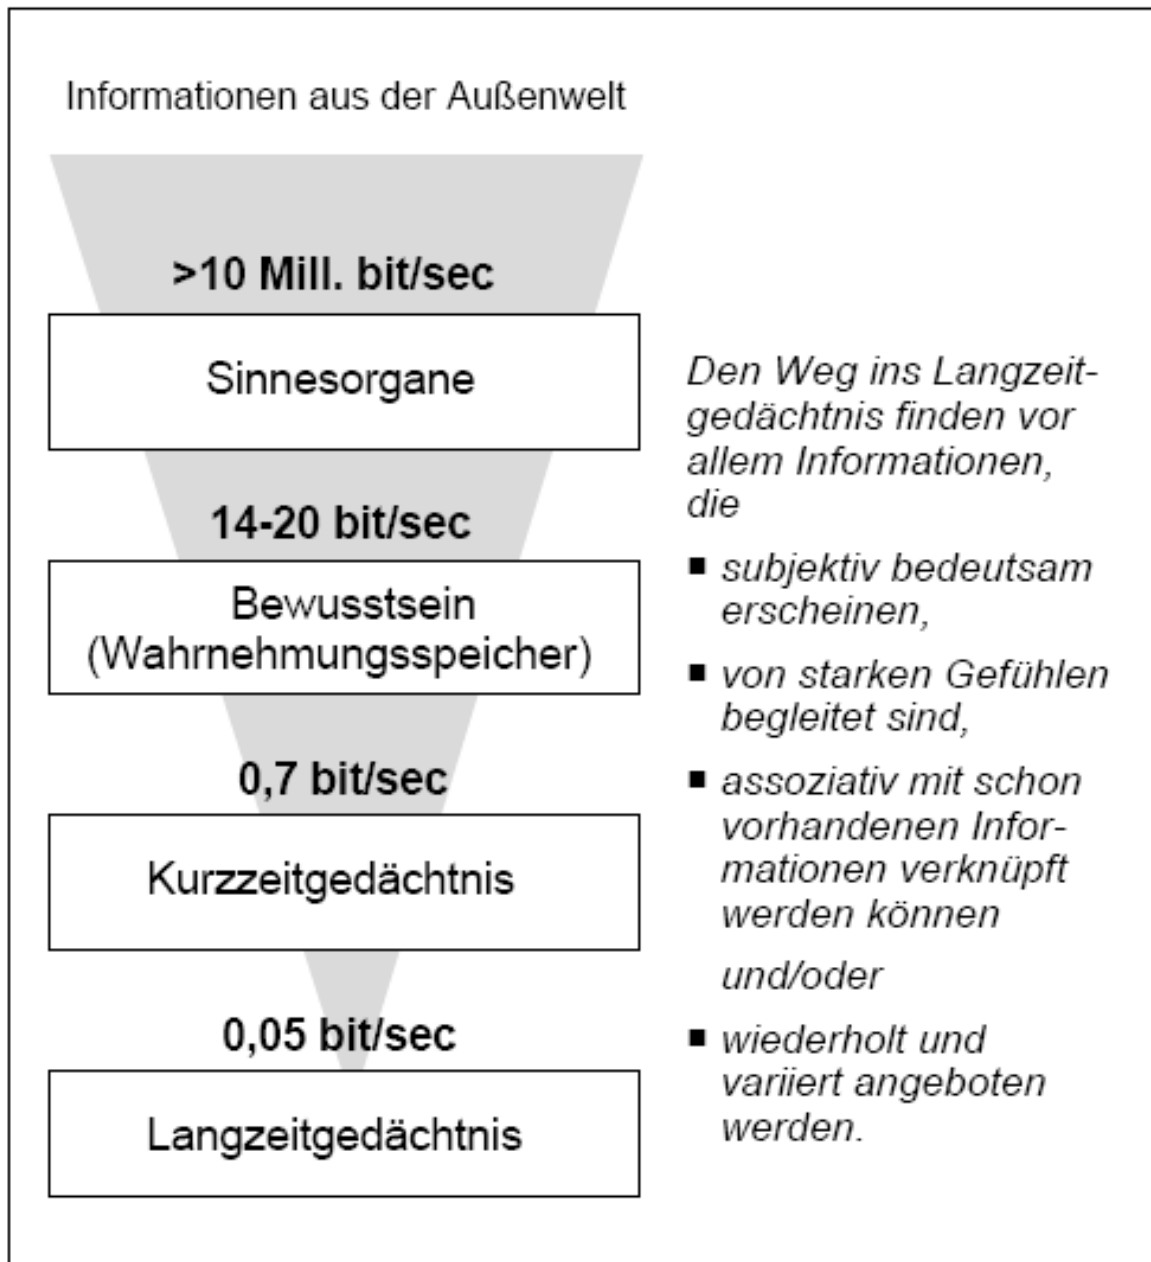 Informationen aus der Außenwelt
>10 Mill. bit/sec
Sinnesorgane
14-20 bit/sec
Bewusstsein
(Wahrnehmungsspeicher)
0,7 bit/sec
Kurzzeitgedächtnis
0,05 bit/sec
Langzeitgedächtnis
Den Weg ins Langzeit-
gedächtnis finden vor
allem Informationen,
die
■ subjektiv bedeutsam
erscheinen,
■ von starken Gefühlen
begleitet sind,
■ assoziativ mit schon
vorhandenen Infor-
mationen verknüpft
werden können
und/oder
■ wiederholt und
variiert angeboten
werden.